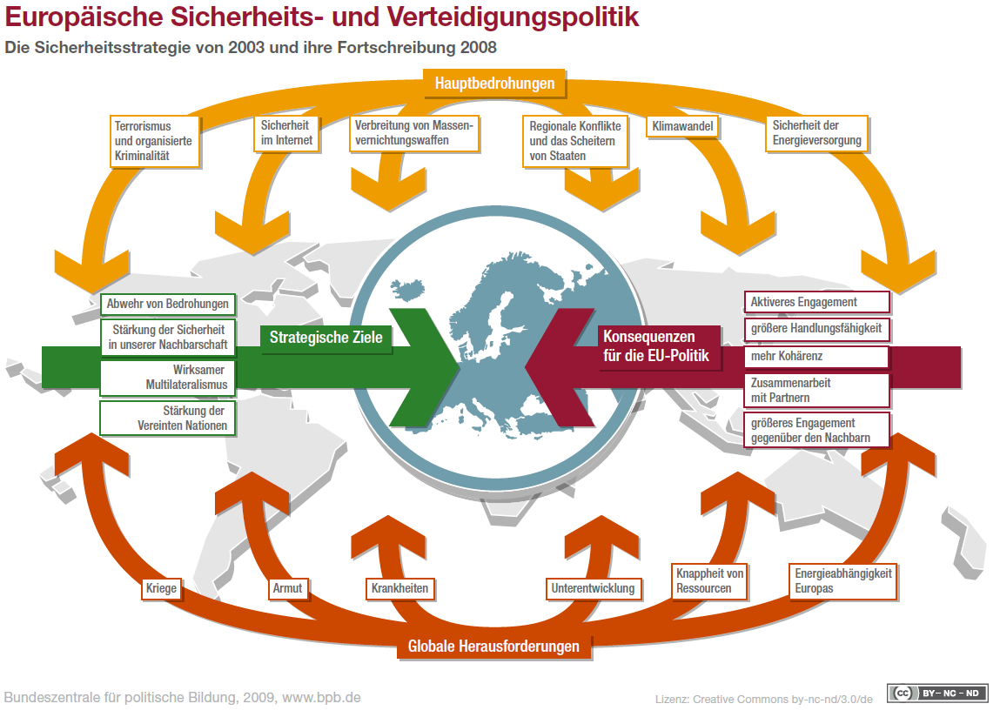 Europäische Sicherheits- und Verteidigungspolitik
Die Sicherheitsstrategie von 2003 und ihre Fortschreibung 2008
Hauptbedrohungen
Terrorismus
und organisierte
Kriminalität
Sicherheit
im Internet
Verbreitung von Massen-
vernichtungswaffen
Regionale Konflikte
und das Scheitern
von Staaten
Klimawandel
Sicherheit der
Energieversorgung
Abwehr von Bedrohungen
Stärkung der Sicherheit
in unserer Nachbarschaft
Wirksamer
Multilateralismus
Stärkung der
Vereinten Nationen
Strategische Ziele
Konsequenzen
für die EU-Politik
Aktiveres Engagement
größere Handlungsfähigkeit
mehr Kohärenz
Zusammenarbeit
mit Partnern
größeres Engagement
gegenüber den Nachbarn
Kriege
Armut
Krankheiten
Unterentwicklung
Knappheit von
Ressourcen
Energieabhängigkeit
Europas
Globale Herausforderungen
Bundeszentrale für politische Bildung, 2009, www.bpb.de
Lizenz: Creative Commons by-nc-nd/3.0/de
cc BY - NC - ND